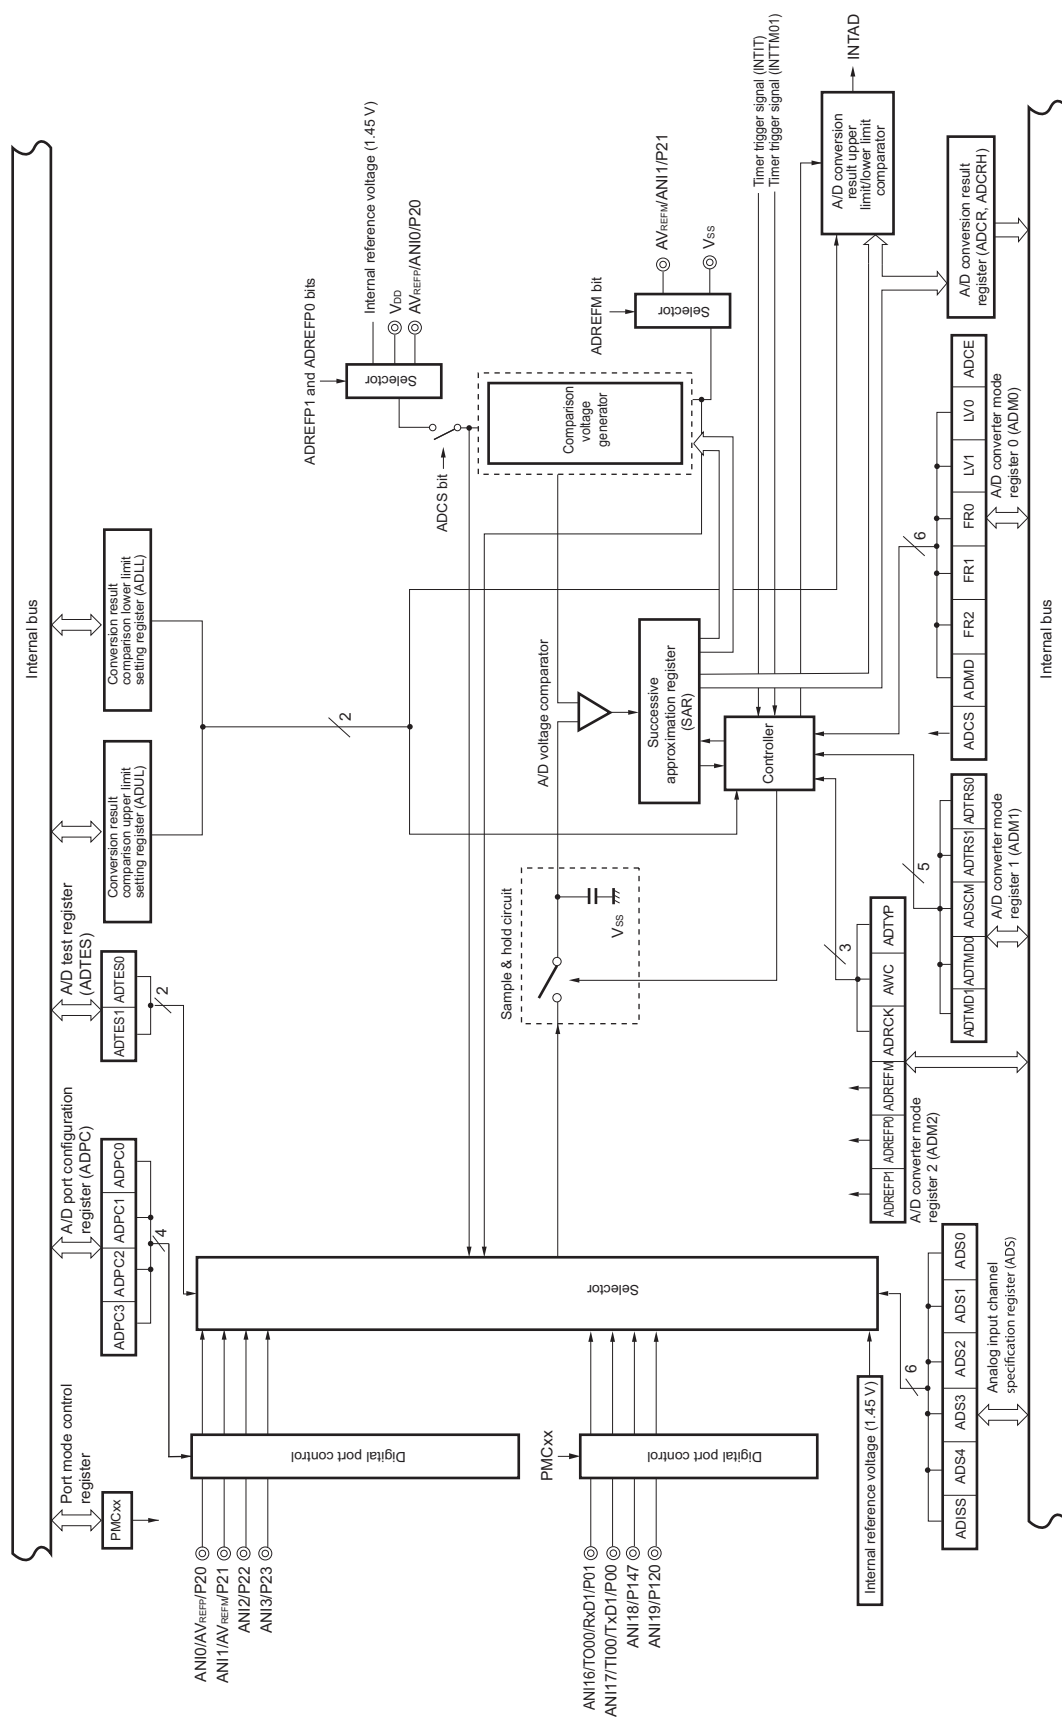 Internal bus
Port mode control
register
PMCxx
A/D port configuration
register (ADPC)
ADPC3
ADPC2
ADPC1
ADPC0
4
A/D test register
(ADTES)
ADTES1
ADTES0
2
Conversion result
comparison upper limit
setting register (ADUL)
Conversion result
comparison lower limit
setting register (ADLL)
2
ADREFP1 and ADREFP0 bits
Internal reference voltage (1.45 V)
VDD
AVREFP/ANI0/P20
Selector
ADCS bit
Comparison
voltage
generator
ADREFM bit
AVREFM/ANI1/P21
VSS
Selector
ANI0/AVREFP/P20
ANI1/AVREFM/P21
ANI2/P22
ANI3/P23
Digital port control
PMCxx
ANI16/TO00/RxD1/P01
ANI17/TI00/TxD1/P00
ANI18/P147
ANI19/P120
Digital port control
Selector
Sample & hold circuit
VSS
A/D voltage comparator
Successive
approximation register
(SAR)
Controller
Timer trigger signal (INTIT)
Timer trigger signal (INTTM01)
A/D conversion
result upper
limit/lower limit
comparator
INTAD
A/D conversion result
register (ADCR, ADCRH)
Internal reference voltage (1.45 V)
6
ADISS
ADS4
ADS3
ADS2
ADS1
ADS0
Analog input channel
specification register (ADS)
3
ADREFP1
ADREFP0
ADREFM
ADRCK
AWC
ADTYP
A/D converter mode
register 2 (ADM2)
5
ADTMD1
ADTMD0
ADSCM
ADTRS1
ADTRS0
A/D converter mode
register 1 (ADM1)
6
ADCS
ADMD
FR2
FR1
FR0
LV1
LV0
ADCE
A/D converter mode
register 0 (ADM0)
Internal bus